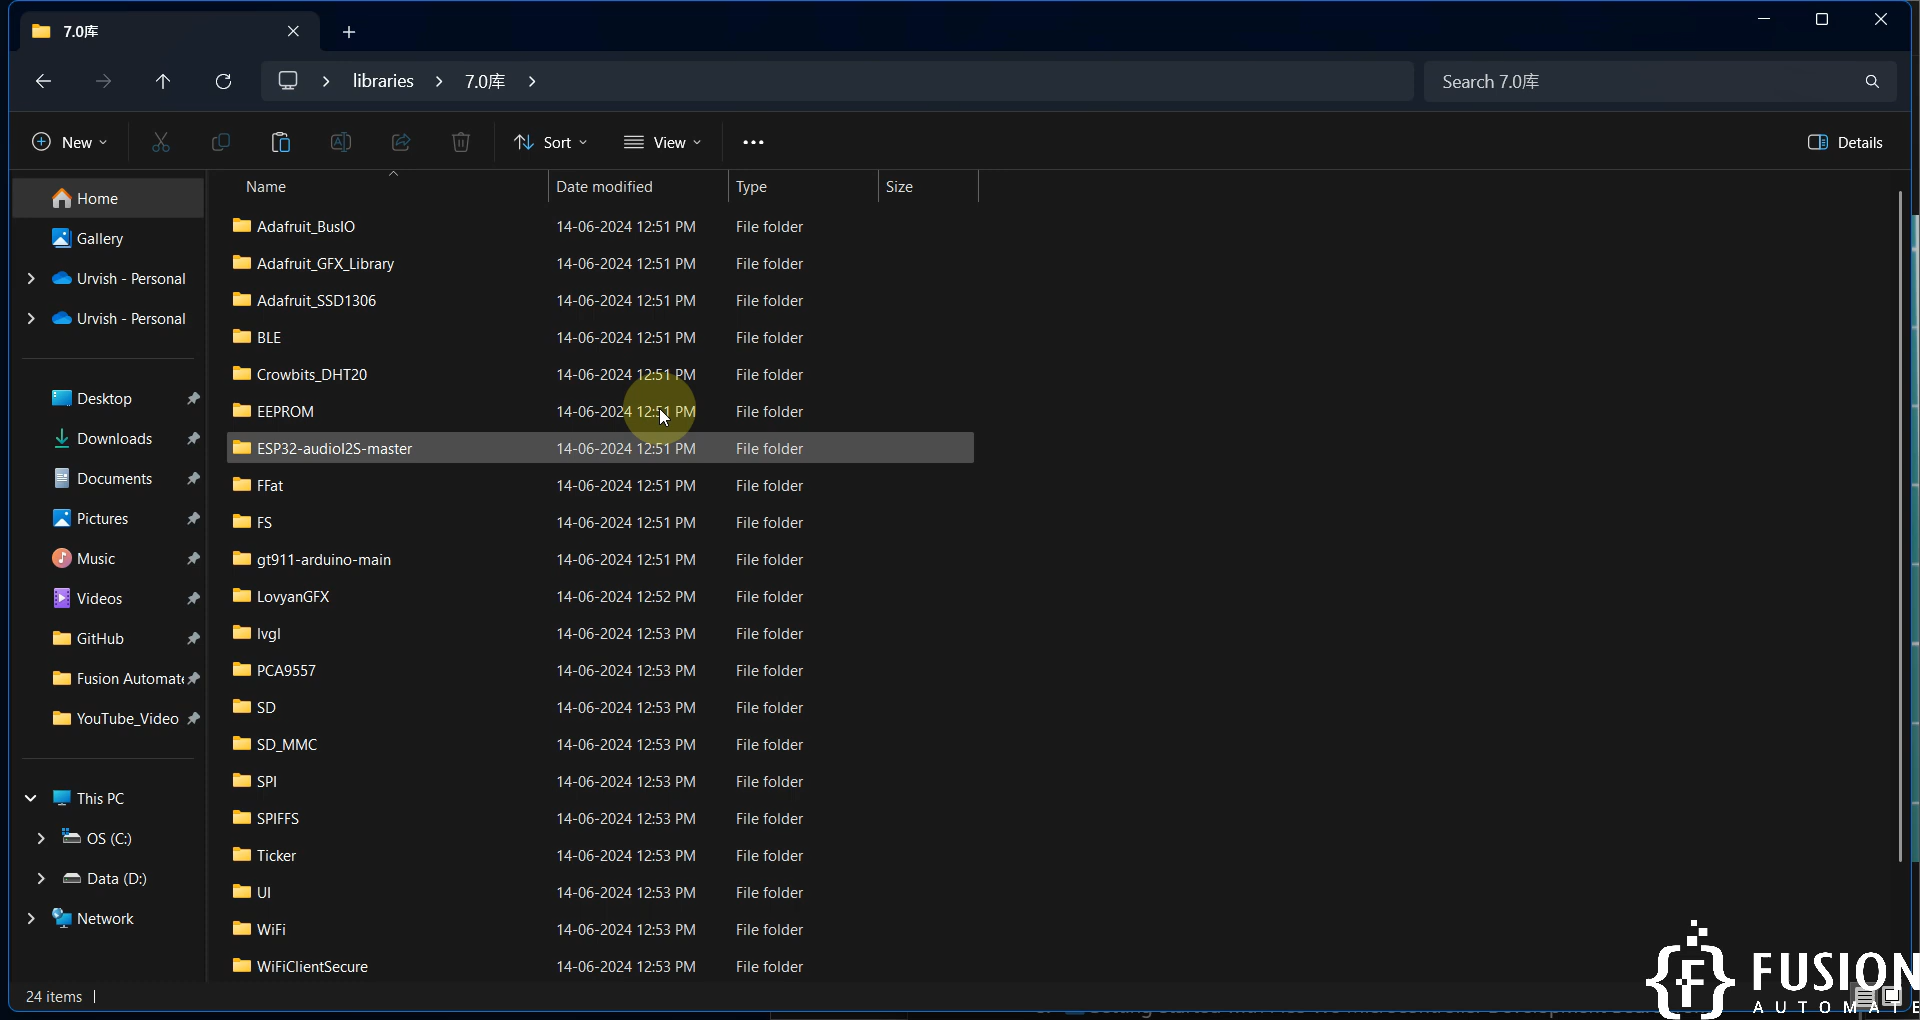 7.0库
libraries > 7.0库 >
Search 7.0库
New
Sort
View
Details
Name Date modified Type Size
Home
Gallery
Urvish - Personal
Urvish - Personal
Desktop
Downloads
Documents
Pictures
Music
Videos
GitHub
Fusion Automate
YouTube_Video
This PC
OS (C:)
Data (D:)
Network
Adafruit_BusIO 14-06-2024 12:51 PM File folder
Adafruit_GFX_Library 14-06-2024 12:51 PM File folder
Adafruit_SSD1306 14-06-2024 12:51 PM File folder
BLE 14-06-2024 12:51 PM File folder
Crowbits_DHT20 14-06-2024 12:51 PM File folder
EEPROM 14-06-2024 12:51 PM File folder
ESP32-audioI2S-master 14-06-2024 12:51 PM File folder
FFat 14-06-2024 12:51 PM File folder
FS 14-06-2024 12:51 PM File folder
gt911-arduino-main 14-06-2024 12:51 PM File folder
LovyanGFX 14-06-2024 12:52 PM File folder
lvgl 14-06-2024 12:53 PM File folder
PCA9557 14-06-2024 12:53 PM File folder
SD 14-06-2024 12:53 PM File folder
SD_MMC 14-06-2024 12:53 PM File folder
SPI 14-06-2024 12:53 PM File folder
SPIFFS 14-06-2024 12:53 PM File folder
Ticker 14-06-2024 12:53 PM File folder
UI 14-06-2024 12:53 PM File folder
WiFi 14-06-2024 12:53 PM File folder
WiFiClientSecure 14-06-2024 12:53 PM File folder
24 items
{F} FUSION
AUTOMATE